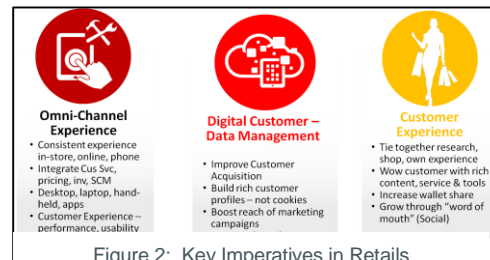 Omni-Channel
Experience
• Consistent experience
in-store, online, phone
• Integrate Cus Svc,
pricing, inv, SCM
• Desktop, laptop, hand-
held, apps
• Customer Experience –
performance, usability
Digital Customer –
Data Management
• Improve Customer
Acquisition
• Build rich customer
profiles – not cookies
• Boost reach of marketing
campaigns
Customer
Experience
• Tie together research,
shop, own experience
• Wow customer with rich
content, service & tools
• Increase wallet share
• Grow through "word of
mouth" (Social)
Figure 2: Key Imperatives in Retails